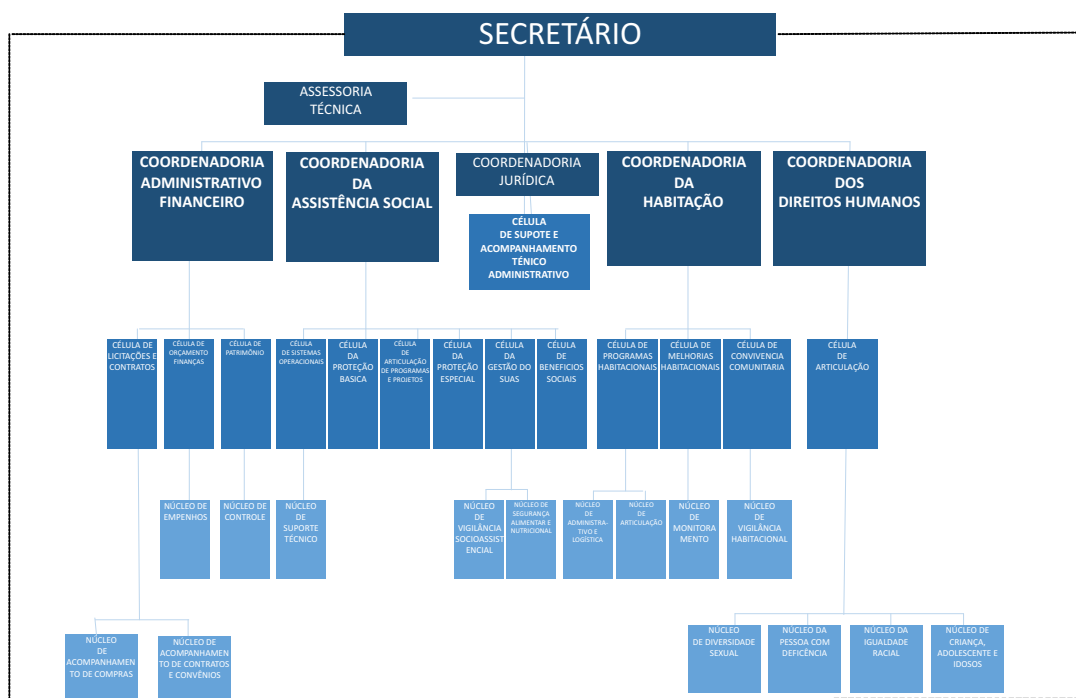 SECRETÁRIO
ASSESSORIA
TÉCNICA
COORDENADORIA
ADMINISTRATIVO
FINANCEIRO
COORDENADORIA
DA
ASSISTÊNCIA SOCIAL
COORDENADORIA
JURÍDICA
COORDENADORIA
DA
HABITAÇÃO
COORDENADORIA
DOS
DIREITOS HUMANOS
CÉLULA
DE SUPOTE E
ACOMPANHAMENTO
TÉNICO
ADMINISTRATIVO
CÉLULA DE
LICITAÇÕES E
CONTRATOS
CÉLULA DE
ORÇAMENTO
FINANÇAS
CÉLULA DE
PATRIMÔNIO
CÉLULA
DE SISTEMAS
OPERACIONAIS
CÉLULA
DA
PROTEÇÃO
BASICA
CÉLULA
DE
ARTICULAÇÃO
DE PROGRAMAS
E PROJETOS
CÉLULA
DA
PROTEÇÃO
ESPECIAL
CÉLULA
DA
GESTÃO DO
SUAS
CÉLULA
DE
BENEFICIOS
SOCIAIS
CÉLULA
DE
PROGRAMAS
HABITACIONAIS
CÉLULA DE
MELHORIAS
HABITACIONAIS
CÉLULA DE
CONVIVENCIA
COMUNITARIA
CÉLULA
DE
ARTICULAÇÃO
NÚCLEO DE
EMPENHOS
NÚCLEO DE
CONTROLE
NÚCLEO
DE
SUPORTE
TÉCNICO
NÚCLEO
DE
VIGILÂNCIA
SOCIOASSIST
ENCIAL
NÚCLEO DE
SEGURANÇA
ALIMENTAR E
NUTRICIONAL
NÚCLEO
DE
ADMINISTRA-
TIVO E
LOGÍSTICA
NÚCLEO
DE
ARTICULAÇÃO
NÚCLEO
DE
MONITORA
MENTO
NÚCLEO
DE
VIGILÂNCIA
HABITACIONAL
NÚCLEO
DE
ACOMPANHAMEN
TO DE COMPRAS
NÚCLEO DE
ACOMPANHAMEN
TO DE CONTRATOS
E CONVÊNIOS
NÚCLEO
DE DIVERSIDADE
SEXUAL
NÚCLEO DA
PESSOA COM
DEFICÊNCIA
NÚCLEO DA
IGUALDADE
RACIAL
NÚCLEO DE
CRIANÇA,
ADOLESCENTE E
IDOSOS